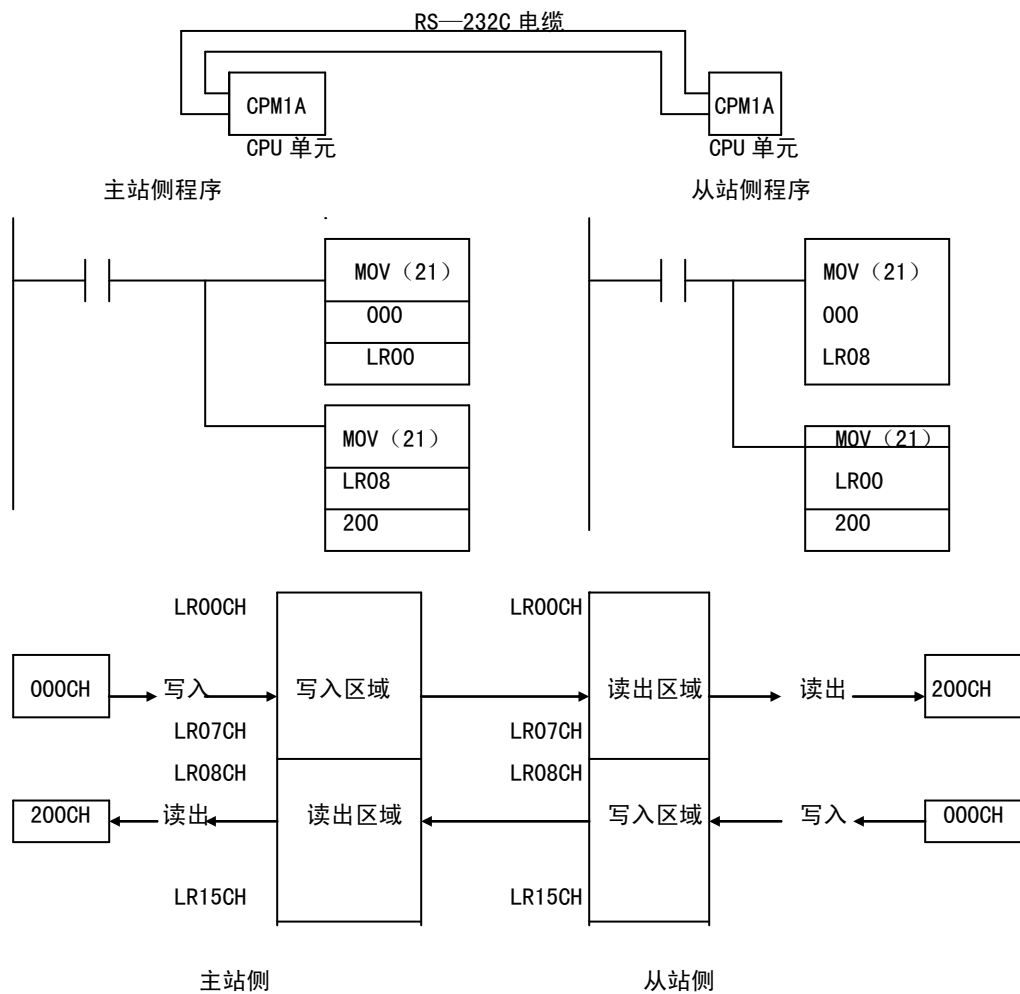 RS—232C 电缆
CPM1A
CPM1A
CPU 单元
CPU 单元
主站侧程序
从站侧程序
MOV（21）
000
LR00
MOV（21）
LR08
200
MOV（21）
000
LR08
MOV（21）
LR00
200
LR00CH
LR00CH
000CH
写入
写入区域
读出区域
读出
200CH
LR07CH
LR07CH
LR08CH
LR08CH
200CH
读出
读出区域
写入区域
写入
000CH
LR15CH
LR15CH
主站侧
从站侧